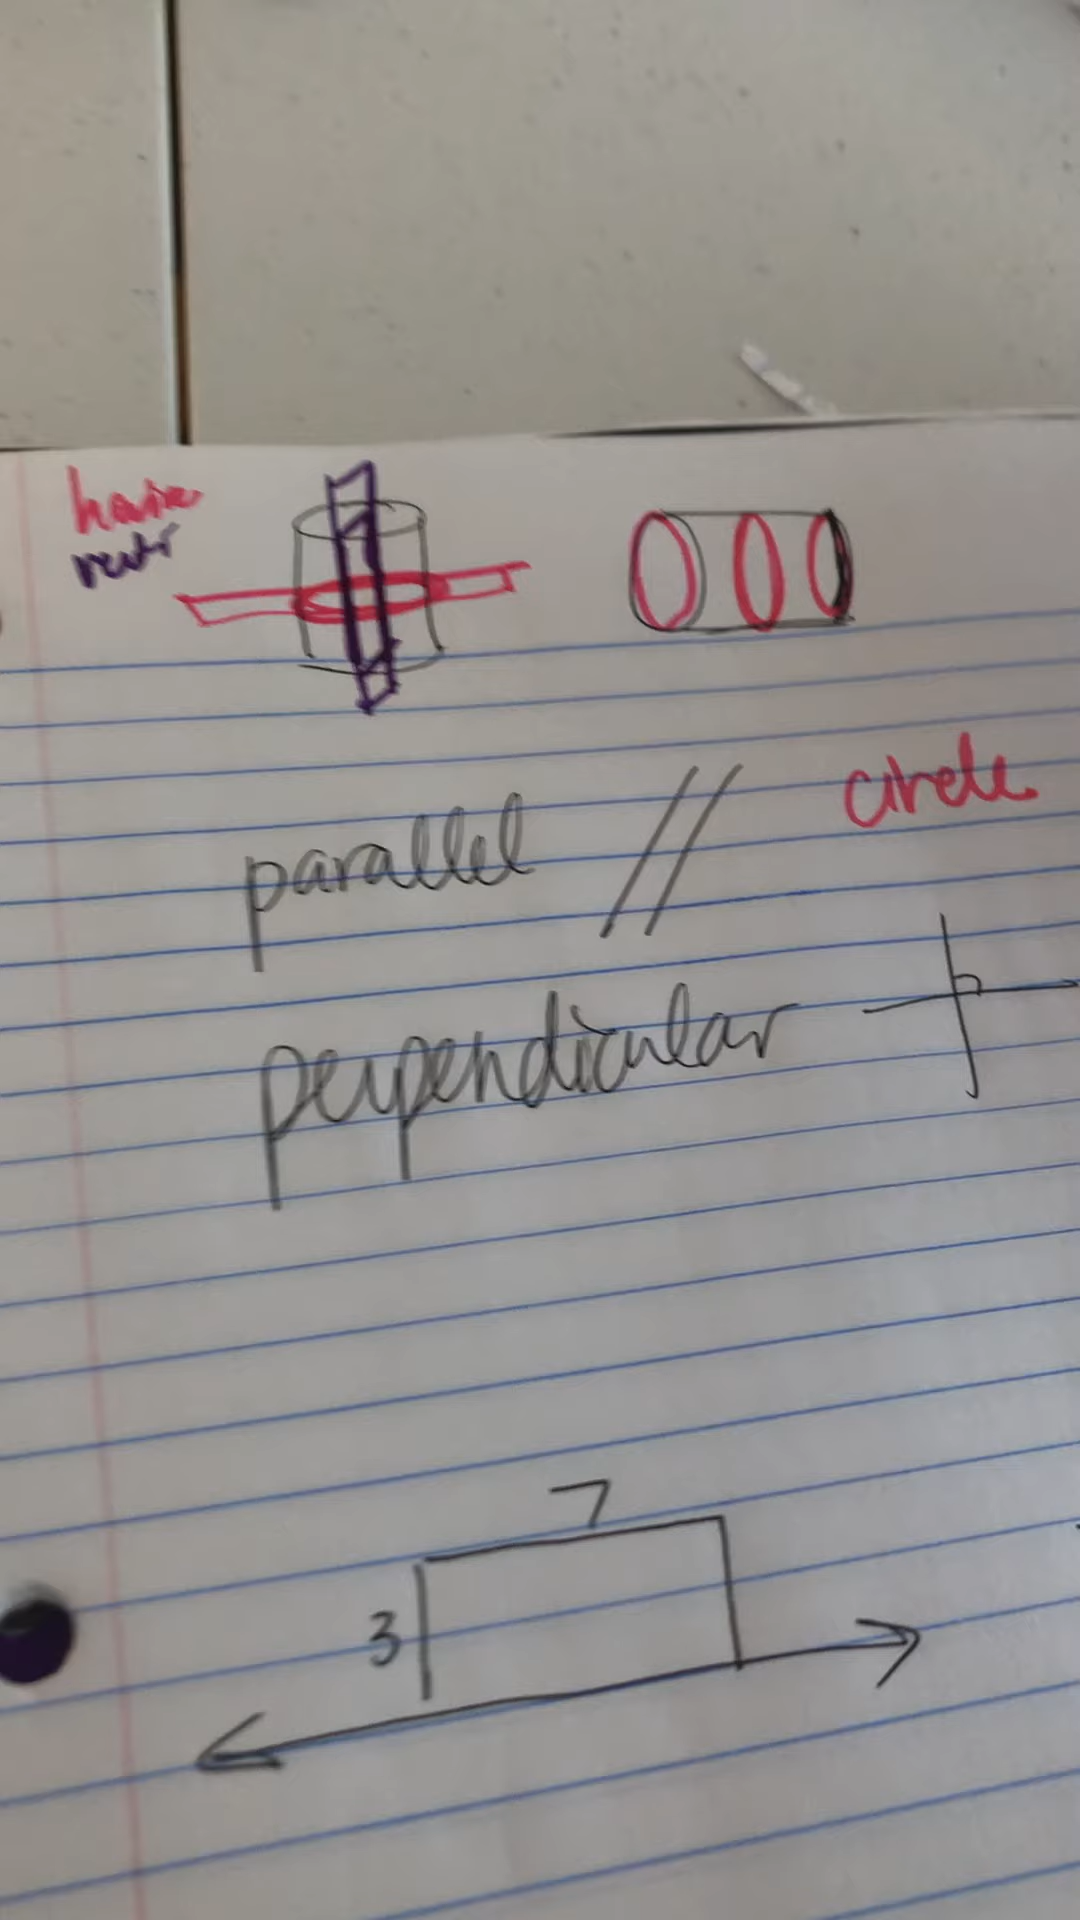 parallel //
circle
perpendicular
7
3